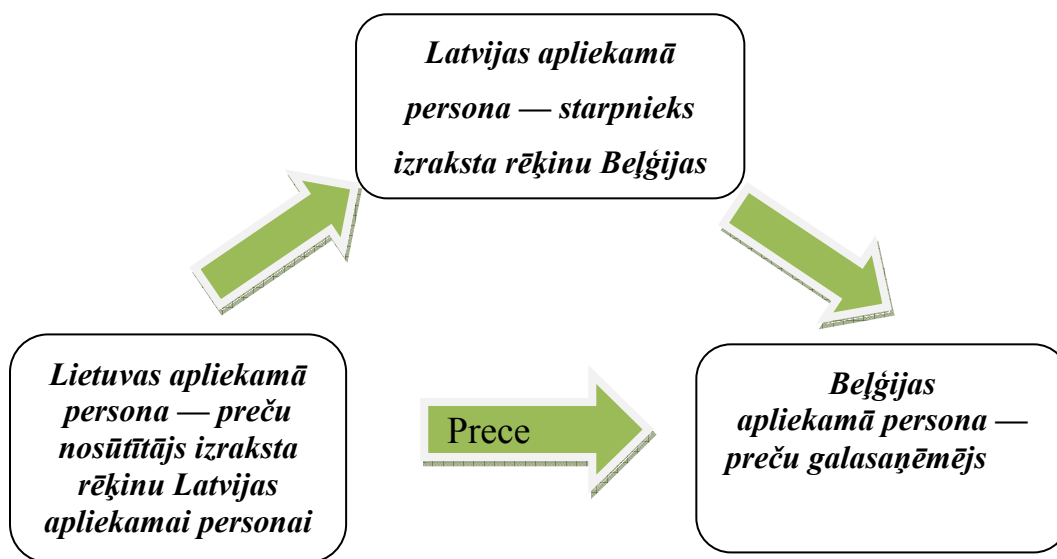 Latvijas apliekamā
persona — starpnieks
izraksta rēķinu Beļģijas
Lietuvas apliekamā
persona — preču
nosūtītājs izraksta
rēķinu Latvijas
apliekamai personai
Prece
Beļģijas
apliekamā persona —
preču galasaņēmējs